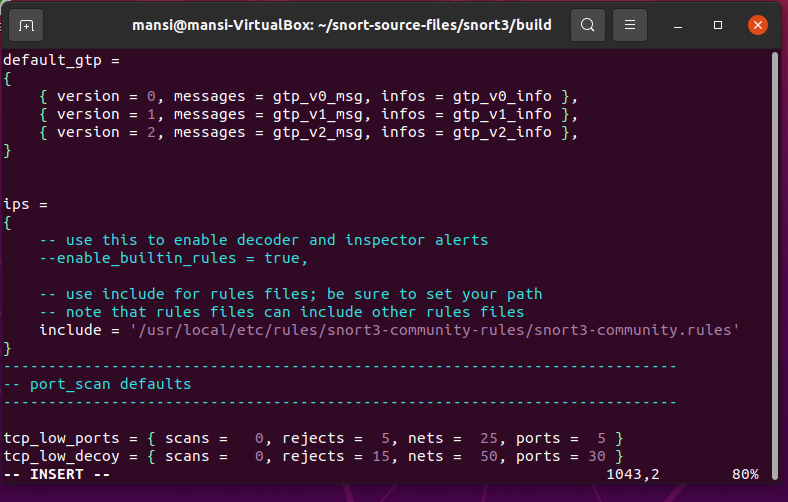 mansi@mansi-VirtualBox: ~/snort-source-files/snort3/build
default_gtp =
{
    { version = 0, messages = gtp_v0_msg, infos = gtp_v0_info },
    { version = 1, messages = gtp_v1_msg, infos = gtp_v1_info },
    { version = 2, messages = gtp_v2_msg, infos = gtp_v2_info },
}
ips =
{
    -- use this to enable decoder and inspector alerts
    --enable_builtin_rules = true,
    -- use include for rules files; be sure to set your path
    -- note that rules files can include other rules files
    include = '/usr/local/etc/rules/snort3-community-rules/snort3-community.rules'
}
---------------------------------------------------------------------------
-- port_scan defaults
---------------------------------------------------------------------------
tcp_low_ports = { scans =   0, rejects =  5, nets =  25, ports =  5 }
tcp_low_decoy = { scans =   0, rejects = 15, nets =  50, ports = 30 }
-- INSERT --                                                       1043,2        80%